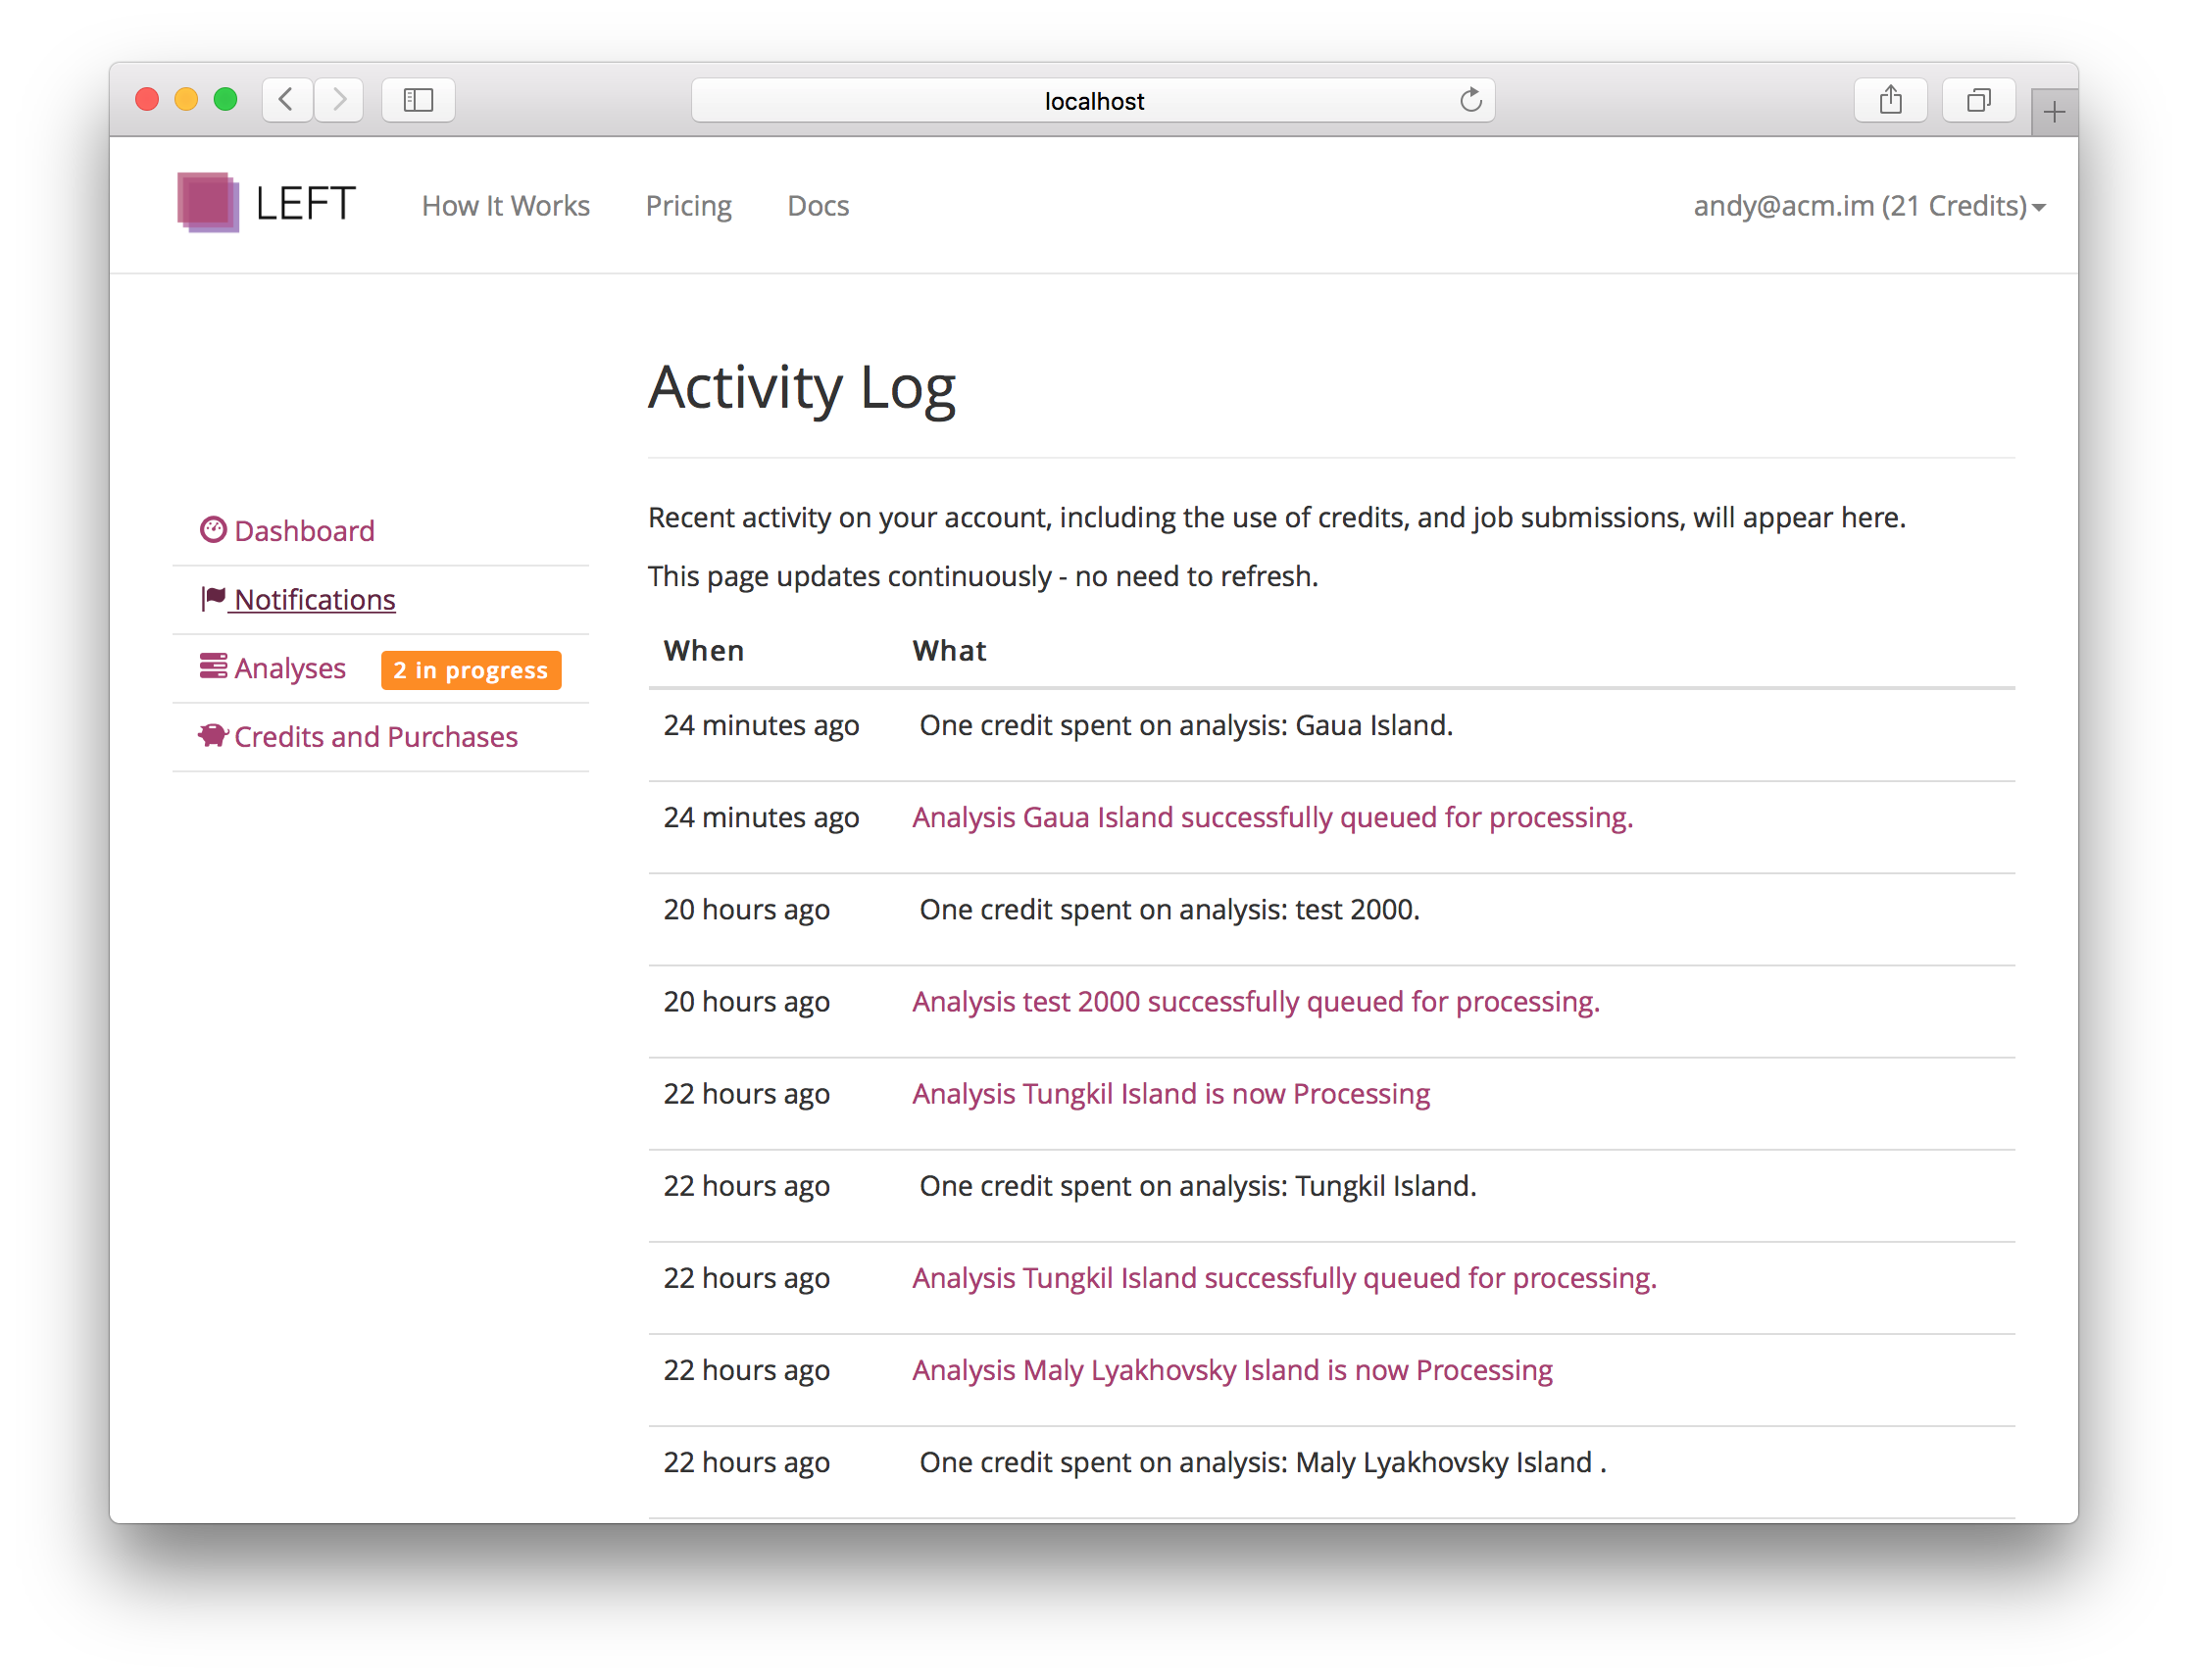 localhost
LEFT How It Works Pricing Docs andy@acm.im (21 Credits)
Activity Log
Dashboard
Notifications
Analyses 2 in progress
Credits and Purchases
Recent activity on your account, including the use of credits, and job submissions, will appear here.
This page updates continuously - no need to refresh.
When What
24 minutes ago One credit spent on analysis: Gaua Island.
24 minutes ago Analysis Gaua Island successfully queued for processing.
20 hours ago One credit spent on analysis: test 2000.
20 hours ago Analysis test 2000 successfully queued for processing.
22 hours ago Analysis Tungkil Island is now Processing
22 hours ago One credit spent on analysis: Tungkil Island.
22 hours ago Analysis Tungkil Island successfully queued for processing.
22 hours ago Analysis Maly Lyakhovsky Island is now Processing
22 hours ago One credit spent on analysis: Maly Lyakhovsky Island .